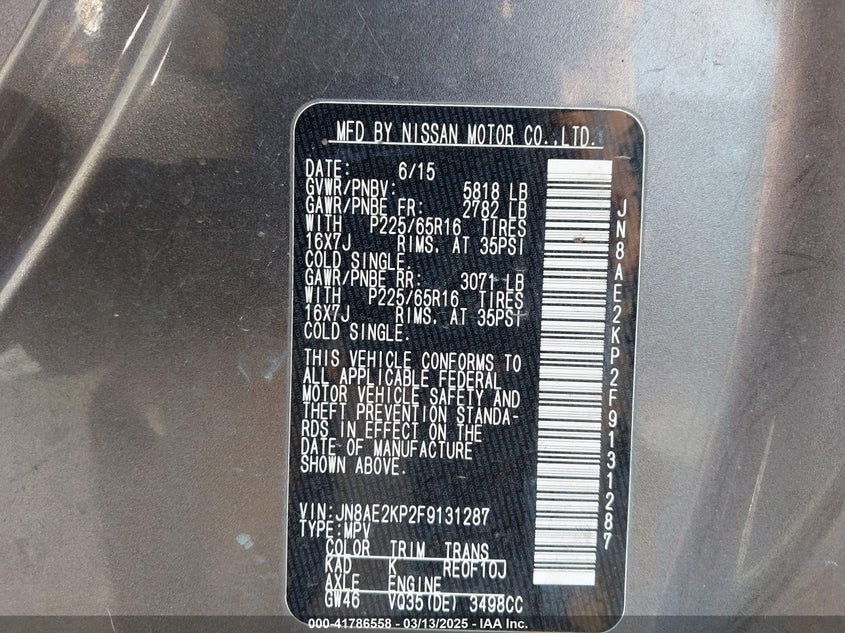 MFD BY NISSAN MOTOR CO.,LTD.
DATE: 6/15
GVWR/PNBV: 5818 LB
GAWR/PNBE FR: 2782 LB
WITH P225/65R16 TIRES
16X7J RIMS, AT 35PSI
COLD SINGLE.
GAWR/PNBE RR: 3071 LB
WITH P225/65R16 TIRES
16X7J RIMS, AT 35PSI
COLD SINGLE.
THIS VEHICLE CONFORMS TO
ALL APPLICABLE FEDERAL
MOTOR VEHICLE SAFETY AND
THEFT PREVENTION STANDA-
RDS IN EFFECT ON THE
DATE OF MANUFACTURE
SHOWN ABOVE.
VIN:JN8AE2KP2F9131287
TYPE:MPV
COLOR TRIM TRANS
KAD K RE0F10J
AXLE ENGINE
GW46 VQ35(DE) 3498CC
JN8AE2KP2F9131287
000-41786558 - 03/13/2025 - IAA Inc.